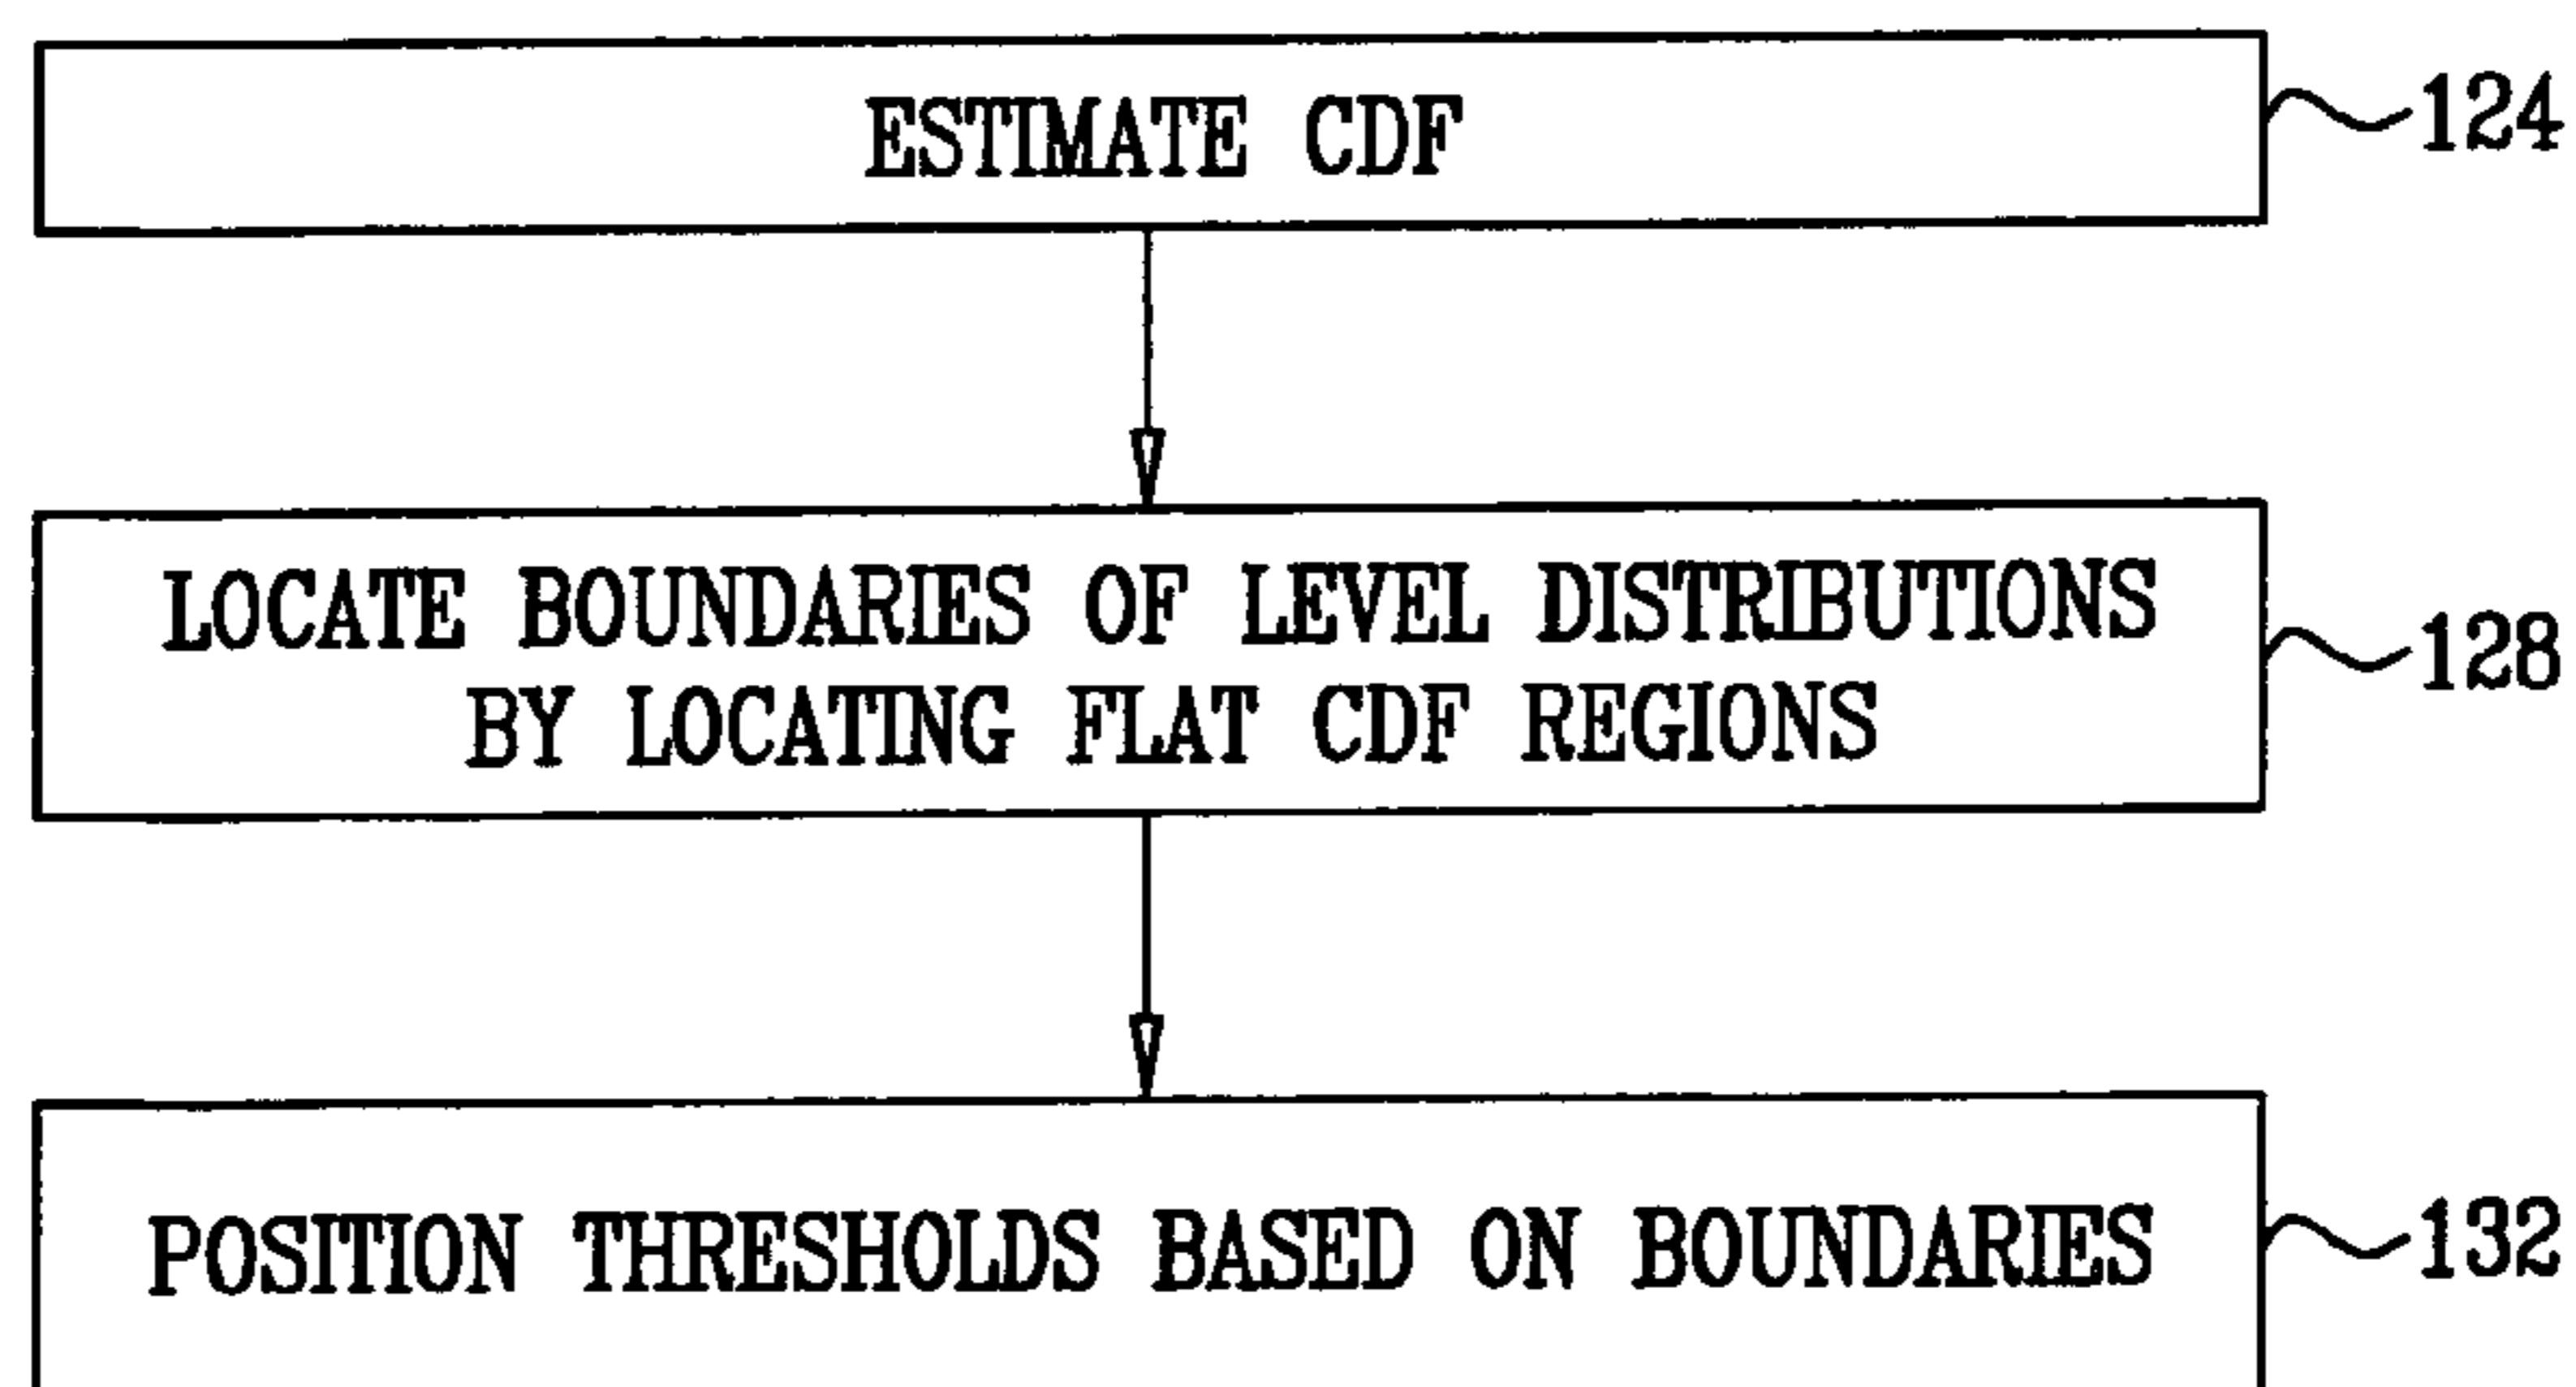 ESTIMATE CDF
124
LOCATE BOUNDARIES OF LEVEL DISTRIBUTIONS
BY LOCATING FLAT CDF REGIONS
128
POSITION THRESHOLDS BASED ON BOUNDARIES
132